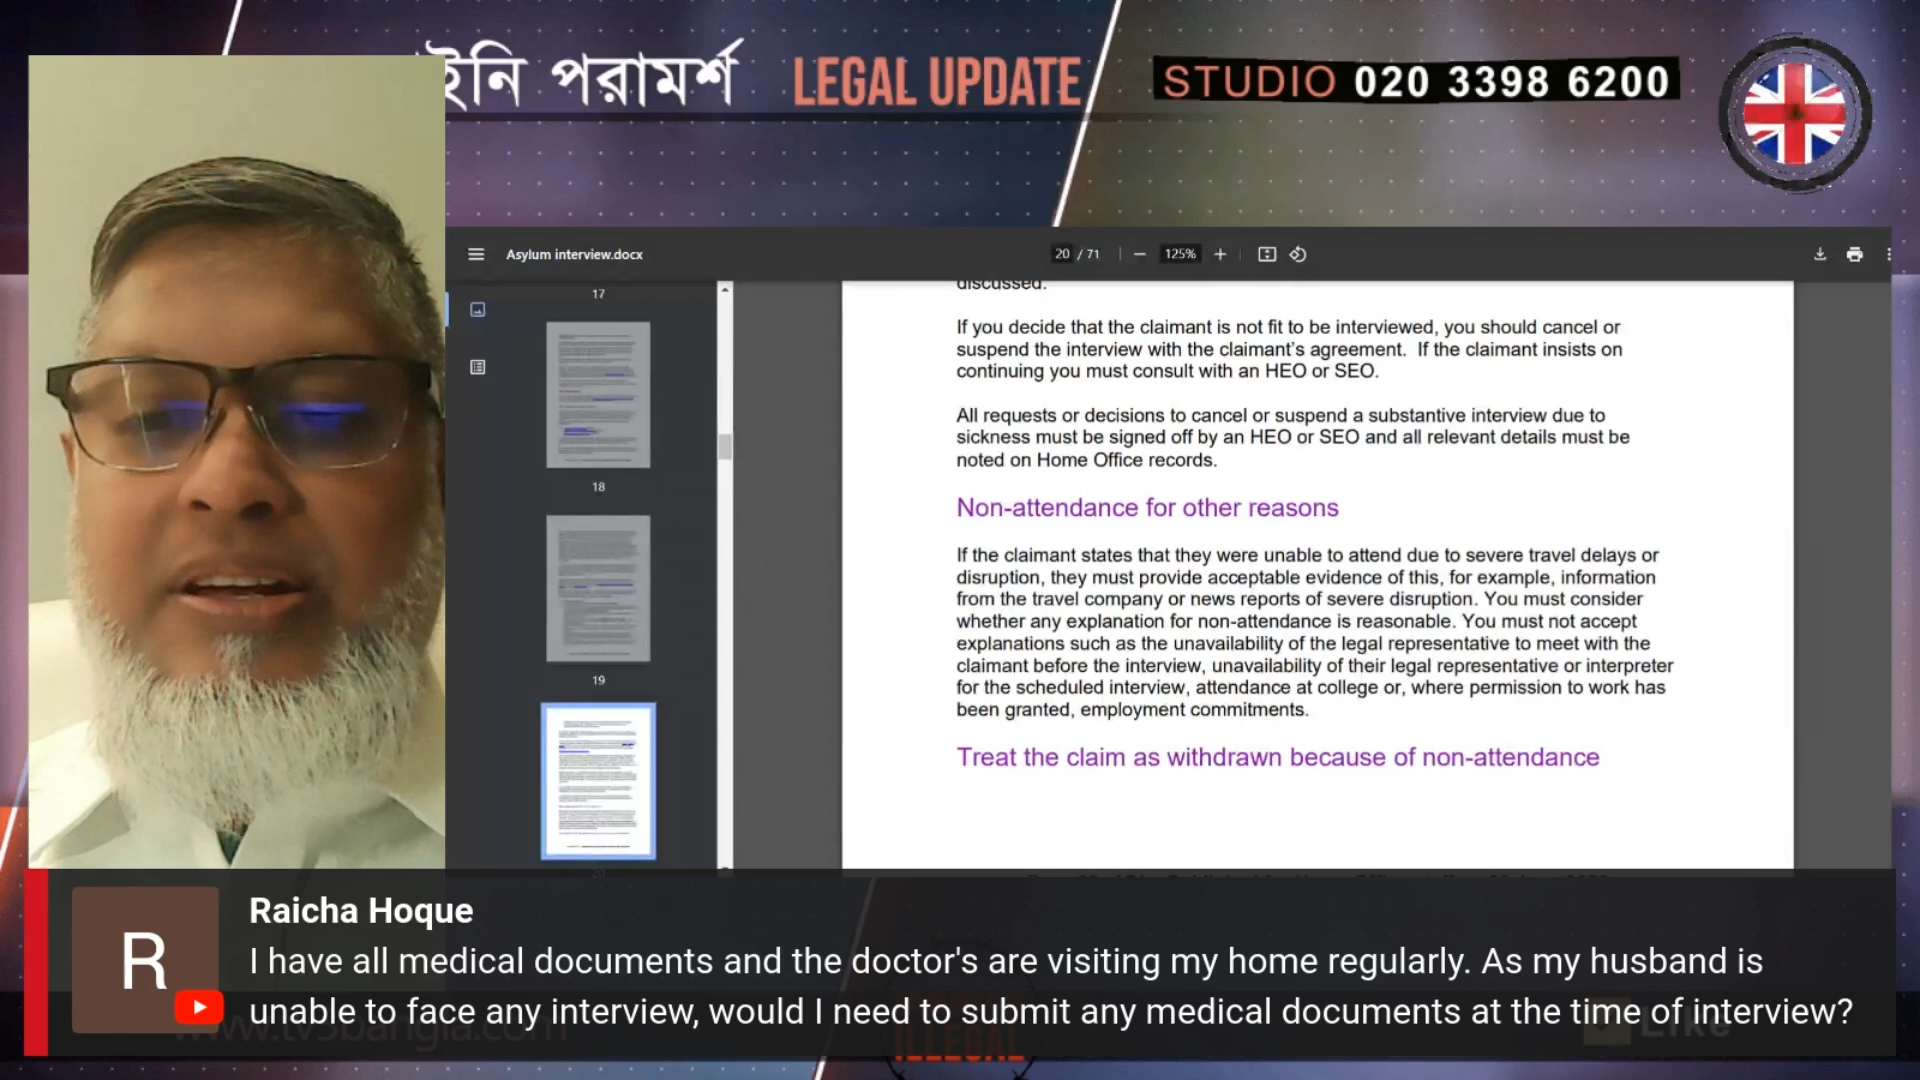 ইনি পরামর্শ LEGAL UPDATE
STUDIO 020 3398 6200
Asylum interview.docx
20 / 71
125%
17
18
19
discussed.
If you decide that the claimant is not fit to be interviewed, you should cancel or
suspend the interview with the claimant's agreement. If the claimant insists on
continuing you must consult with an HEO or SEO.
All requests or decisions to cancel or suspend a substantive interview due to
sickness must be signed off by an HEO or SEO and all relevant details must be
noted on Home Office records.
Non-attendance for other reasons
If the claimant states that they were unable to attend due to severe travel delays or
disruption, they must provide acceptable evidence of this, for example, information
from the travel company or news reports of severe disruption. You must consider
whether any explanation for non-attendance is reasonable. You must not accept
explanations such as the unavailability of the legal representative to meet with the
claimant before the interview, unavailability of their legal representative or interpreter
for the scheduled interview, attendance at college or, where permission to work has
been granted, employment commitments.
Treat the claim as withdrawn because of non-attendance
R
Raicha Hoque
I have all medical documents and the doctor's are visiting my home regularly. As my husband is
unable to face any interview, would I need to submit any medical documents at the time of interview?
www.tv3bangla.com
ILLEGAL
Like